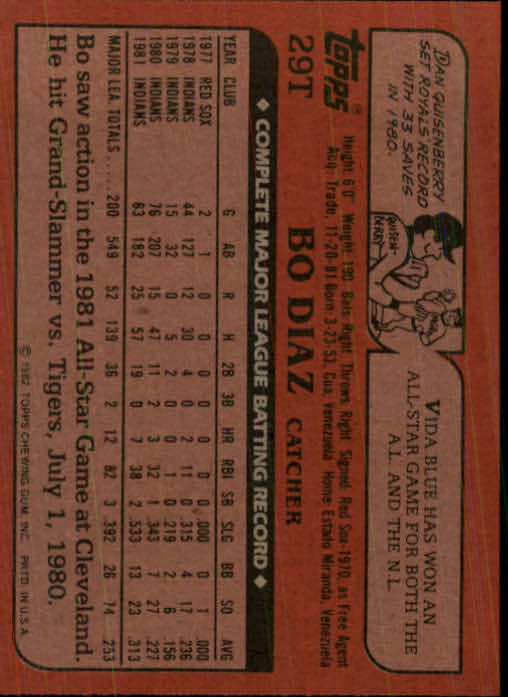 DAN QUISENBERRY
SET ROYALS RECORD
WITH 33 SAVES
IN 1980.
QUISEN-
BERRY
VIDA BLUE HAS WON AN
ALL-STAR GAME FOR BOTH THE
A.L. AND THE N.L.
TOPPS®
29T
BO DIAZ CATCHER
Height: 6'0" Weight: 190 Bats: Right Throws: Right Signed: Red Sox-1970, as Free Agent
Acq: Trade, 11-20-81 Born: 3-23-53, Cua, Venezuela Home: Estado Miranda, Venezuela
◆ COMPLETE MAJOR LEAGUE BATTING RECORD ◆
YEAR CLUB G AB R H 2B 3B HR RBI SB SLG BB SO AVG
1977 RED SOX 2 1 0 0 0 0 0 0 0 .000 0 1 .000
1978 INDIANS 44 127 12 30 4 0 2 11 0 .315 4 17 .236
1979 INDIANS 15 32 0 5 2 0 0 1 0 .219 2 6 .156
1980 INDIANS 76 207 15 47 11 2 3 32 1 .343 7 27 .227
1981 INDIANS 63 182 25 57 19 0 7 38 2 .533 13 23 .313
MAJOR LEA. TOTALS ..... 200 549 52 139 36 2 12 82 3 .392 26 74 .253
Bo saw action in the 1981 All-Star Game at Cleveland.
He hit Grand-Slammer vs. Tigers, July 1, 1980.
© 1982 TOPPS CHEWING GUM, INC. PRTD. IN U.S.A.